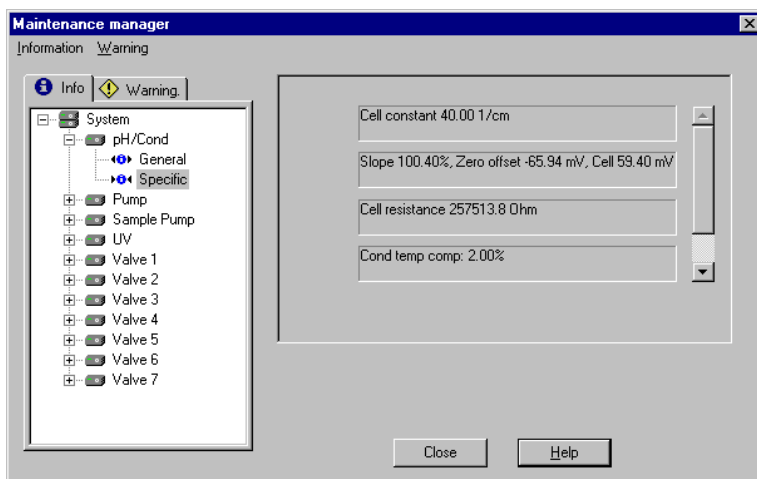 Maintenance manager
Information Warning
Info Warning.
System
pH/Cond
General
Specific
Pump
Sample Pump
UV
Valve 1
Valve 2
Valve 3
Valve 4
Valve 5
Valve 6
Valve 7
Cell constant 40.00 1/cm
Slope 100.40%, Zero offset -65.94 mV, Cell 59.40 mV
Cell resistance 257513.8 Ohm
Cond temp comp: 2.00%
Close Help